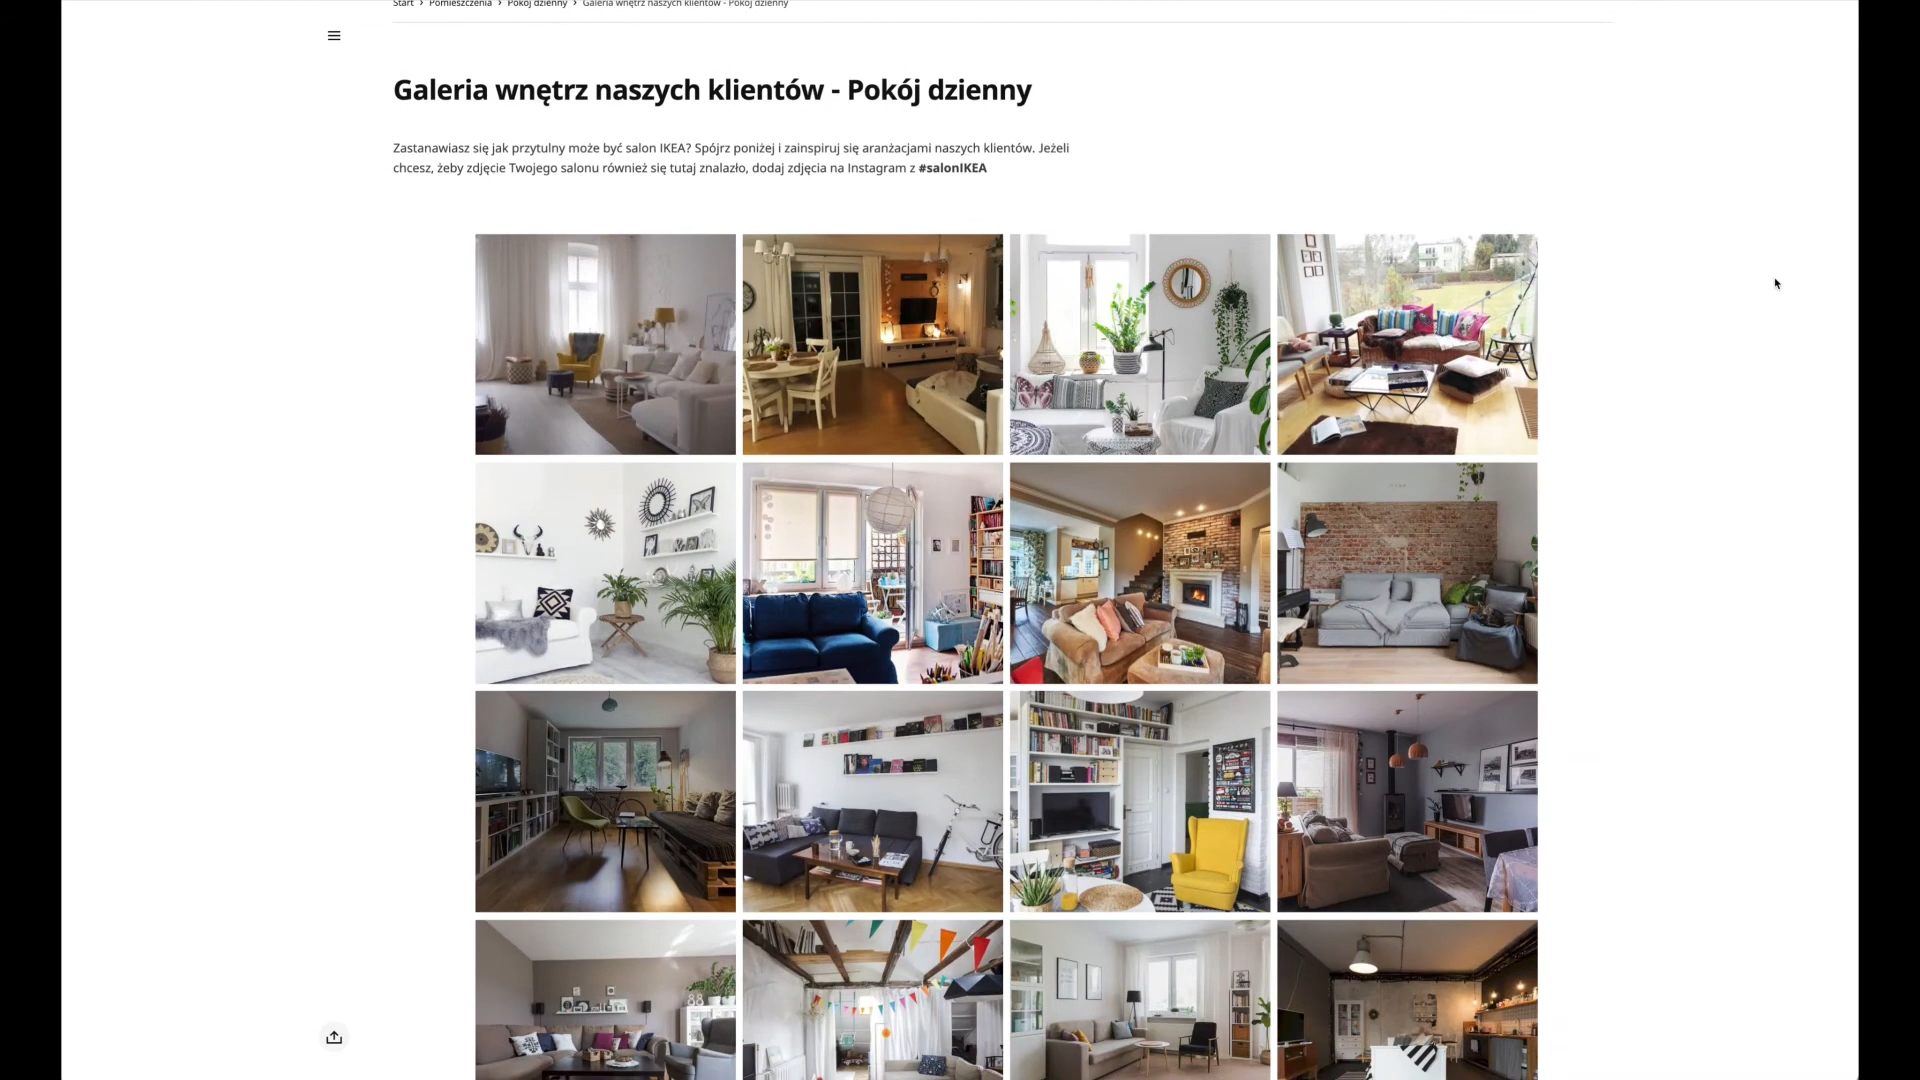 Start > Pomieszczenia > Pokój dzienny > Galeria wnętrz naszych klientów - Pokój dzienny
Galeria wnętrz naszych klientów - Pokój dzienny
Zastanawiasz się jak przytulny może być salon IKEA? Spójrz poniżej i zainspiruj się aranżacjami naszych klientów. Jeżeli
chcesz, żeby zdjęcie Twojego salonu również się tutaj znalazło, dodaj zdjęcia na Instagram z #salonIKEA